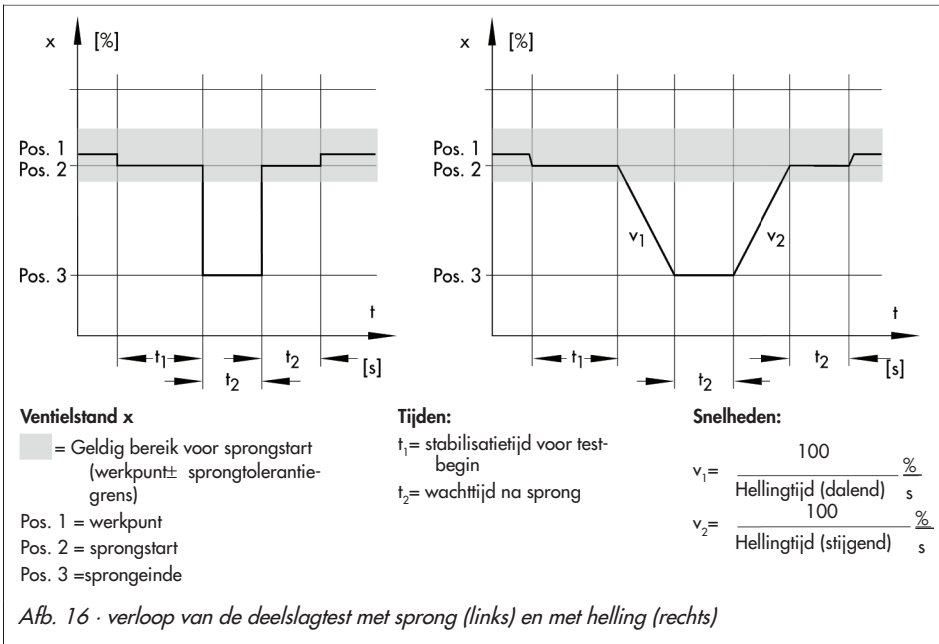 x [%]
Pos. 1
Pos. 2
Pos. 3
t
t₁ t₂ [s]
t₂
x [%]
Pos. 1
Pos. 2
v₁ v₂
Pos. 3
t
t₁ t₂ [s]
t₂
Ventielstand x
= Geldig bereik voor sprongstart
(werkpunt± sprongtolerantie-
grens)
Pos. 1 = werkpunt
Pos. 2 = sprongstart
Pos. 3 =sprongeinde
Tijden:
t₁= stabilisatietijd voor test-
begin
t₂= wachttijd na sprong
Snelheden:
v₁= 100 / Hellingtijd (dalend) % / s
v₂= 100 / Hellingtijd (stijgend) % / s
Afb. 16 · verloop van de deelslagtest met sprong (links) en met helling (rechts)